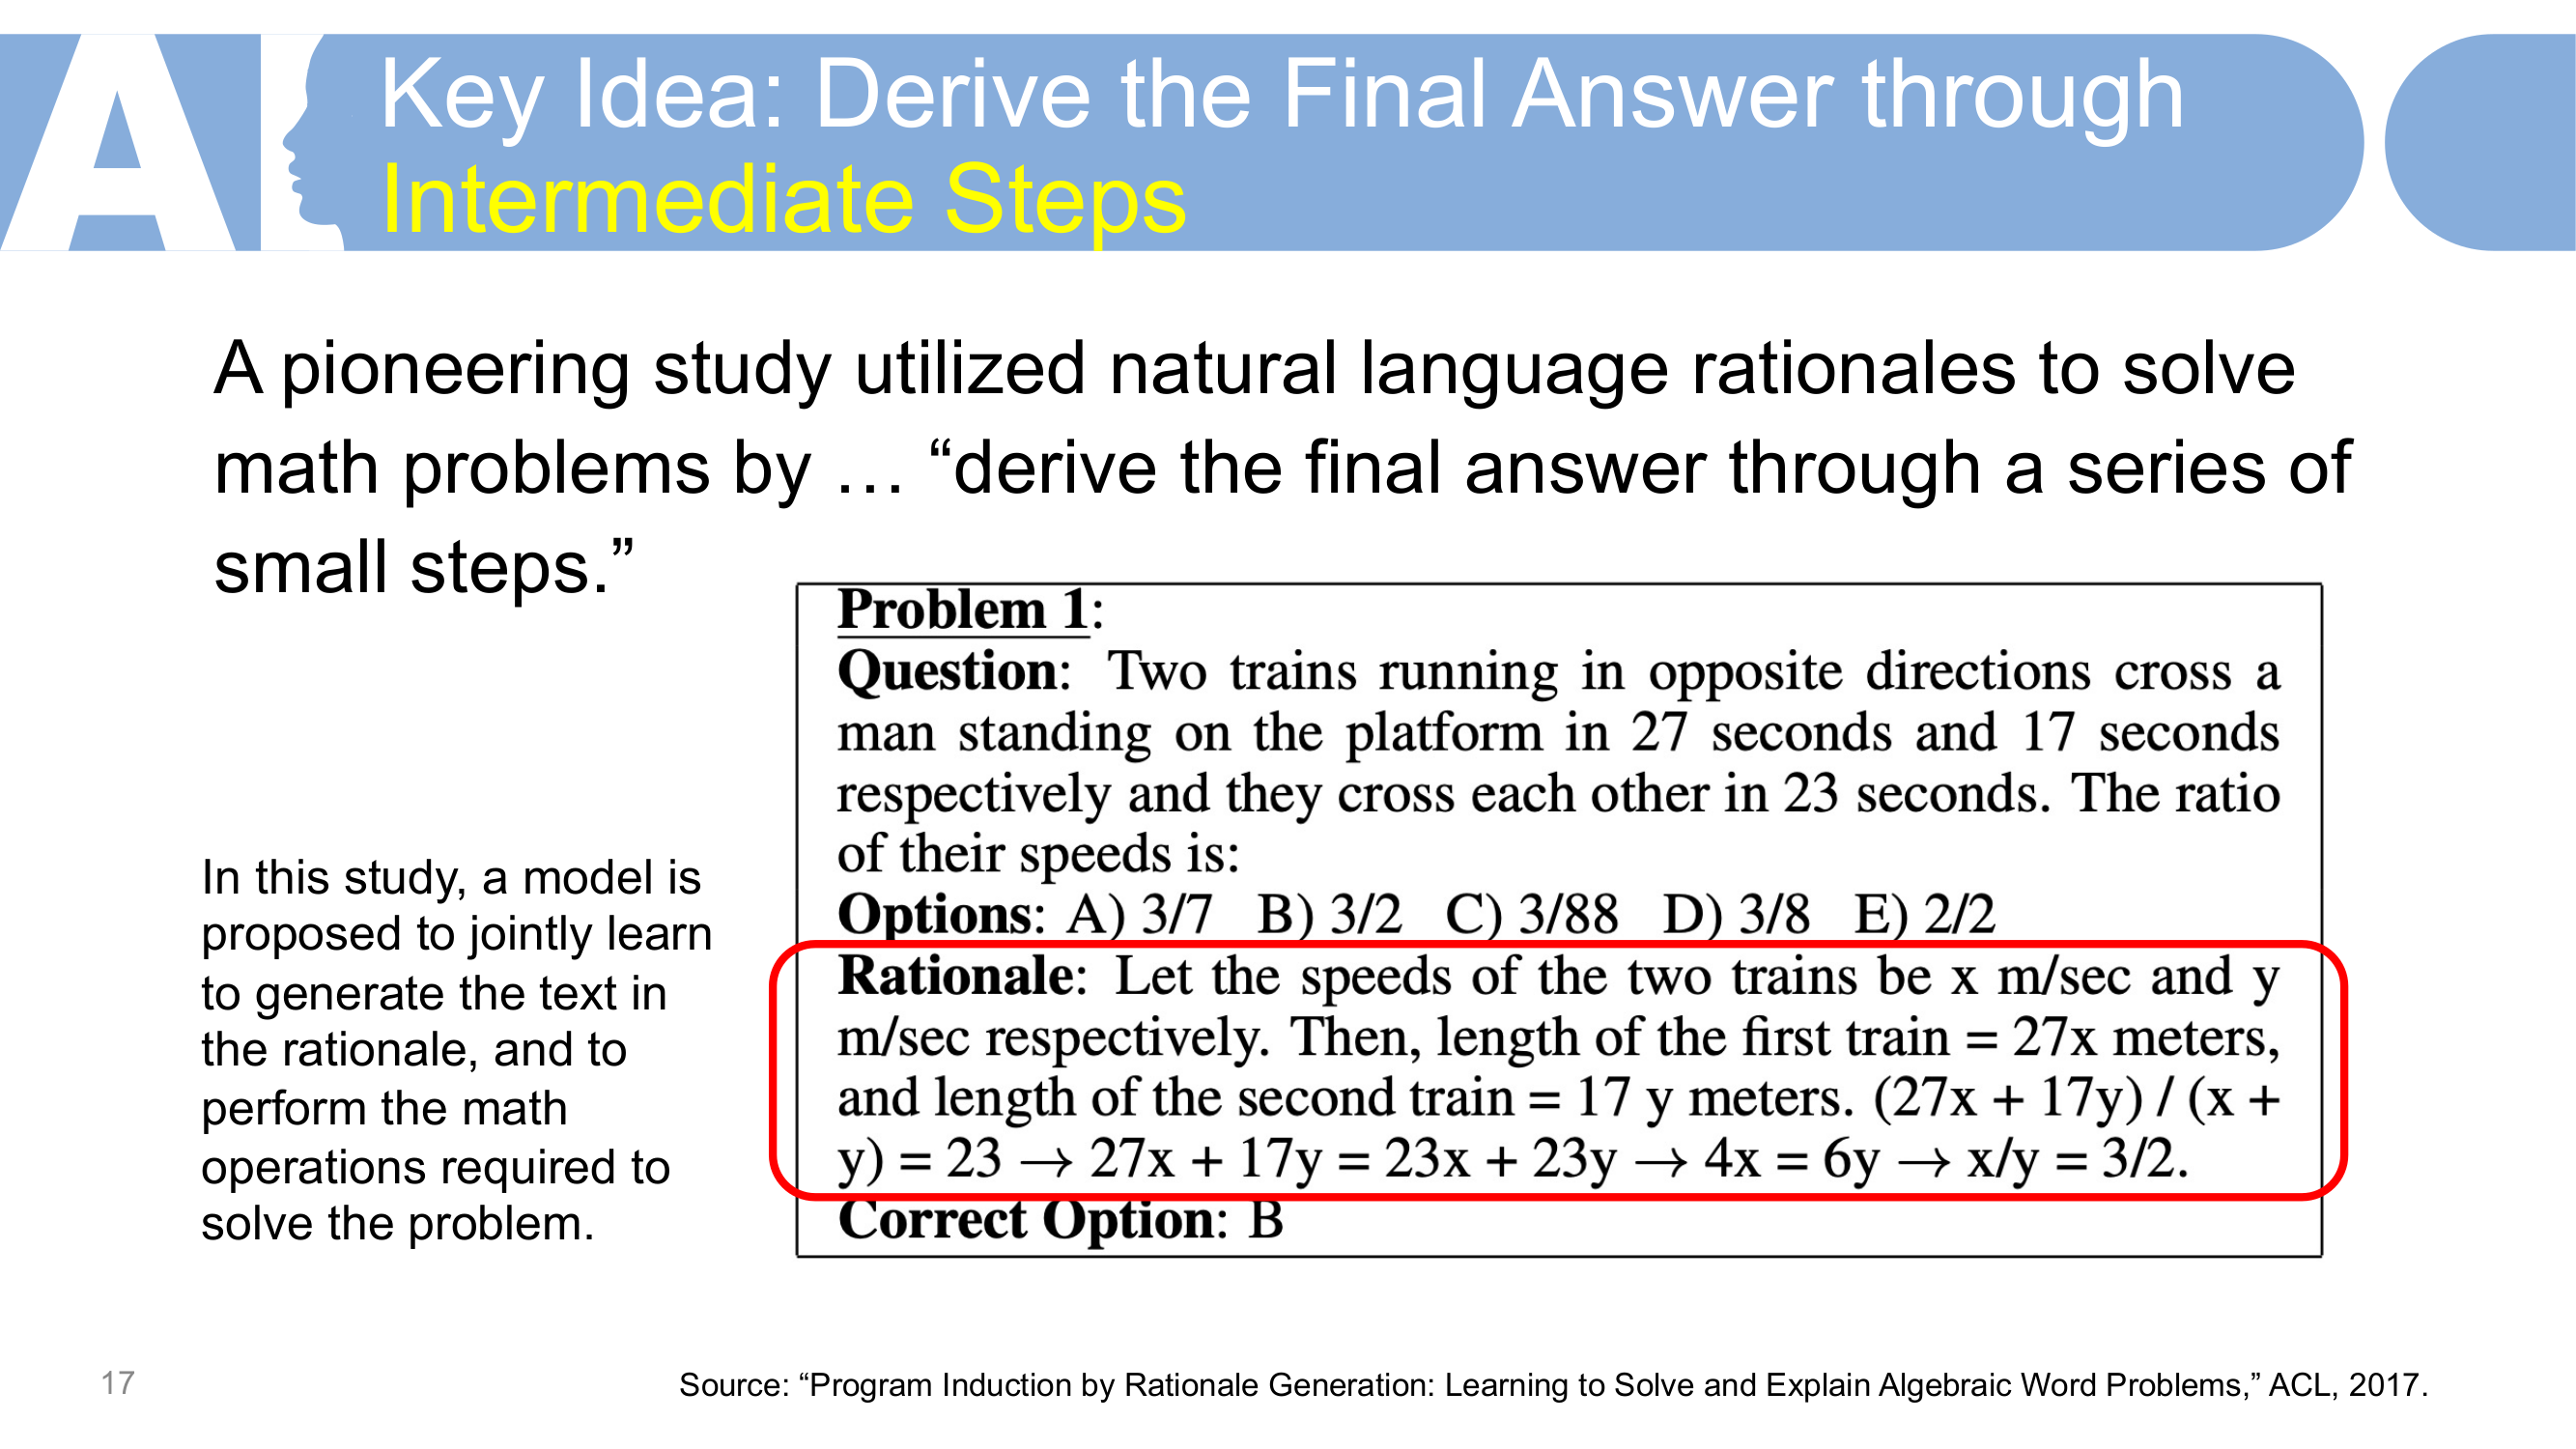 AI
Key Idea: Derive the Final Answer through
Intermediate Steps
A pioneering study utilized natural language rationales to solve
math problems by … “derive the final answer through a series of
small steps.”
In this study, a model is
proposed to jointly learn
to generate the text in
the rationale, and to
perform the math
operations required to
solve the problem.
Problem 1:
Question: Two trains running in opposite directions cross a
man standing on the platform in 27 seconds and 17 seconds
respectively and they cross each other in 23 seconds. The ratio
of their speeds is:
Options: A) 3/7 B) 3/2 C) 3/88 D) 3/8 E) 2/2
Rationale: Let the speeds of the two trains be x m/sec and y
m/sec respectively. Then, length of the first train = 27x meters,
and length of the second train = 17 y meters. (27x + 17y) / (x +
y) = 23 → 27x + 17y = 23x + 23y → 4x = 6y → x/y = 3/2.
Correct Option: B
17
Source: “Program Induction by Rationale Generation: Learning to Solve and Explain Algebraic Word Problems,” ACL, 2017.